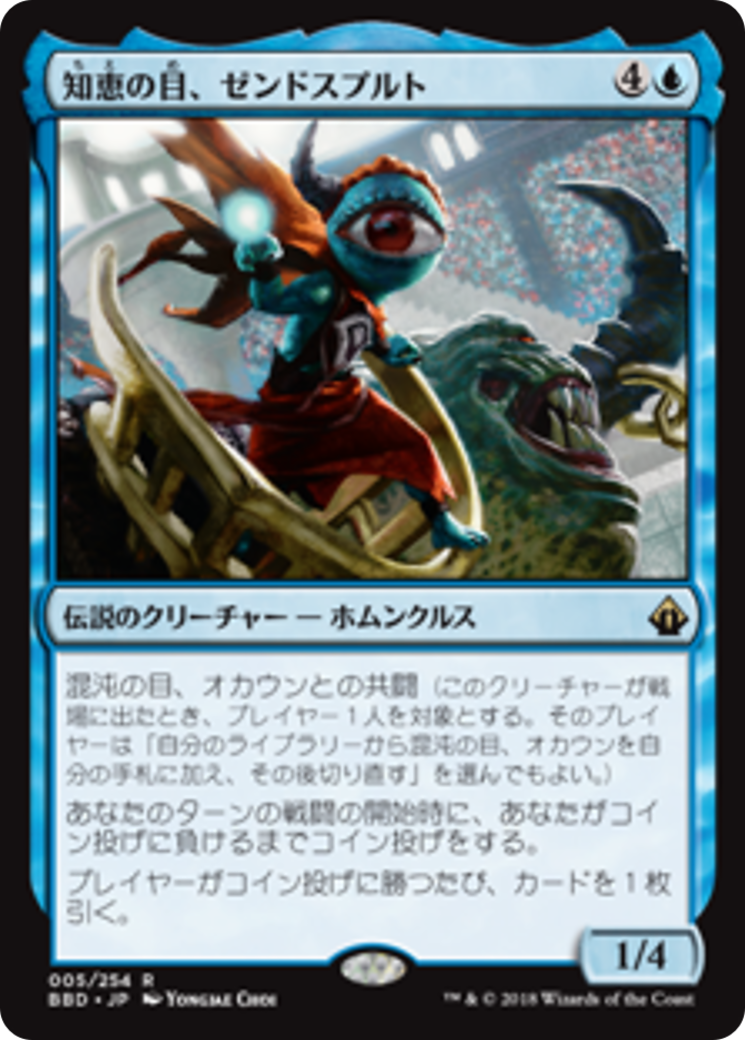 知恵の目、ゼンドスプルト 4
伝説のクリーチャー — ホムンクルス
混沌の目、オカウンとの共闘(このクリーチャーが戦
場に出たとき、プレイヤー1人を対象とする。そのプレイ
ヤーは「自分のライブラリーから混沌の目、オカウンを自
分の手札に加え、その後切り直す」を選んでもよい。)
あなたのターンの戦闘の開始時に、あなたがコイ
ン投げに負けるまでコイン投げをする。
プレイヤーがコイン投げに勝つたび、カードを1枚
引く。
1/4
005/254 R
BBD • JP Yongjae Choi
™ & © 2018 Wizards of the Coast